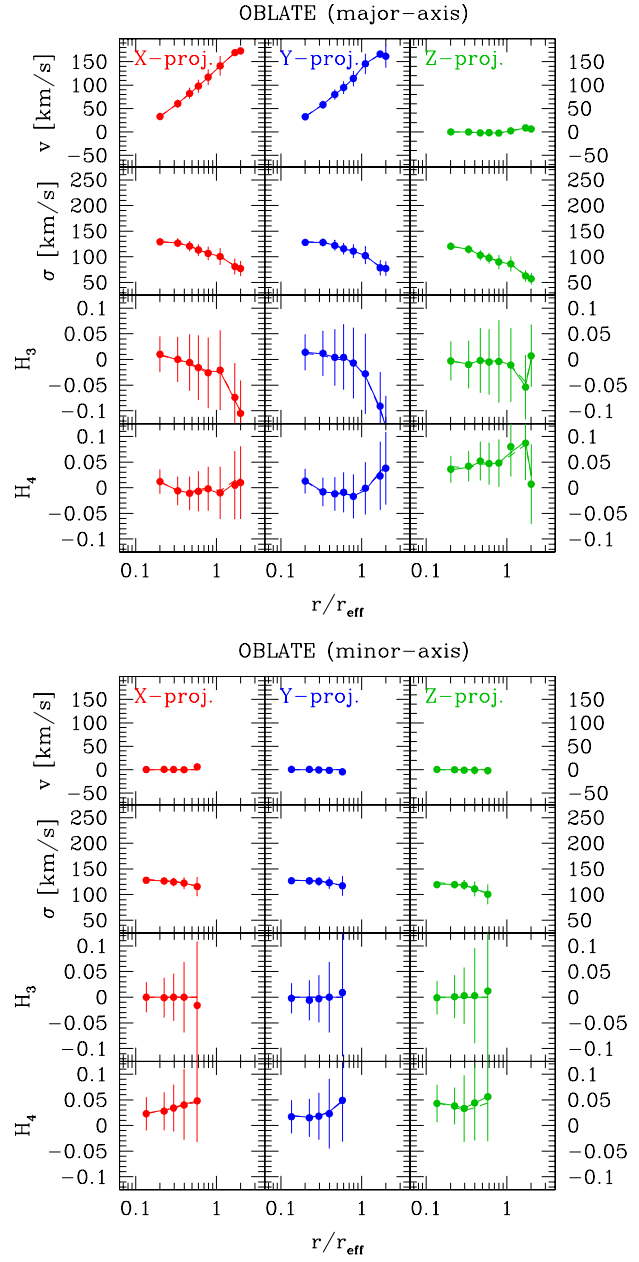 OBLATE (major-axis)
X-proj. Y-proj. Z-proj.
v [km/s]
150 150
100 100
50 50
0 0
-50 -50
σ [km/s]
250 250
200 200
150 150
100 100
50 50
H3
0.1 0.1
0.05 0.05
0 0
-0.05 -0.05
-0.1 -0.1
H4
0.1 0.1
0.05 0.05
0 0
-0.05 -0.05
-0.1 -0.1
0.1 1 0.1 1 0.1 1
r/reff
OBLATE (minor-axis)
X-proj. Y-proj. Z-proj.
v [km/s]
150 150
100 100
50 50
0 0
-50 -50
σ [km/s]
250 250
200 200
150 150
100 100
50 50
H3
0.1 0.1
0.05 0.05
0 0
-0.05 -0.05
-0.1 -0.1
H4
0.1 0.1
0.05 0.05
0 0
-0.05 -0.05
-0.1 -0.1
0.1 1 0.1 1 0.1 1
r/reff